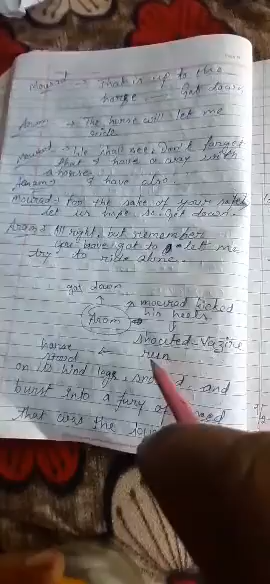 Mourad → That is up to the
horse. Get down
Aram → The horse will let me
ride
Mourad → We shall see. Don't forget
that I have a way with
a horse.
I have also.
Mourad: For the sake of your
let us hope so. Get down.
Aram: All right, but remember
you have got to let me
try to ride alone.
got down
Aram
mourad kicked
his heels
shouted Vazire
run
horse
stood
on its hind legs, and
burst into a fury of
that was the